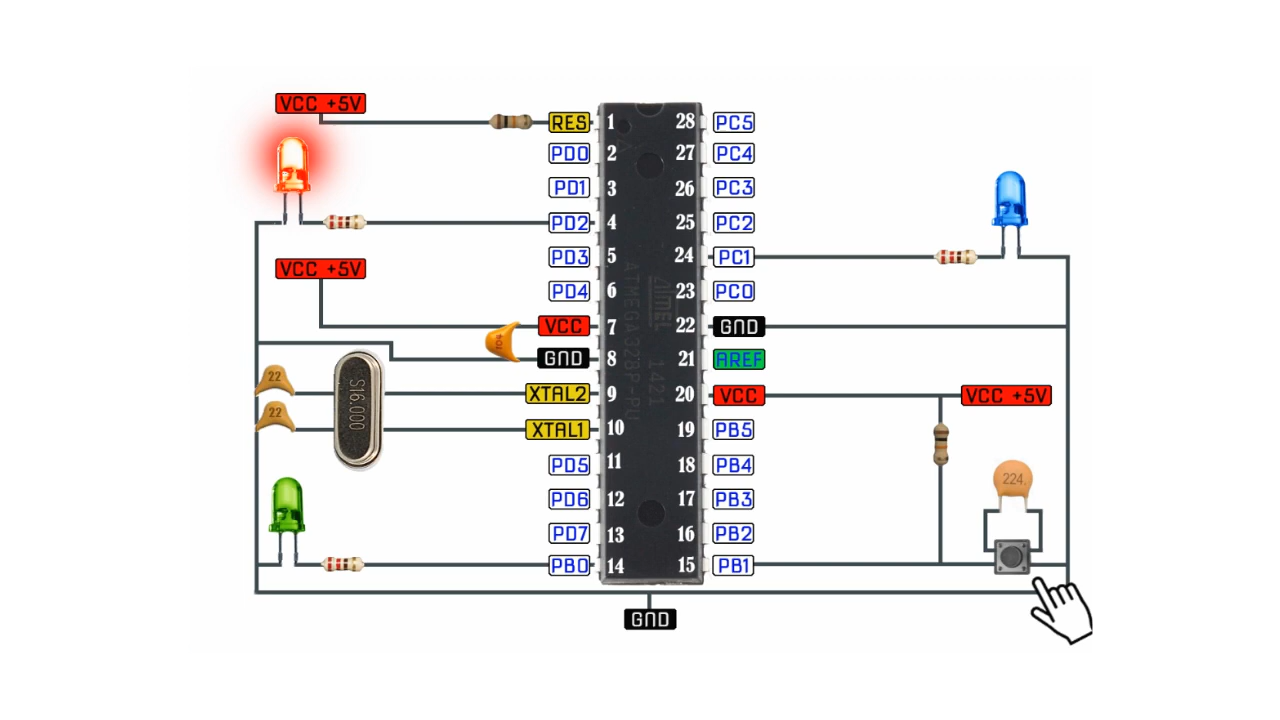 VCC +5V
RES 1 28 PC5
PD0 2 27 PC4
PD1 3 26 PC3
PD2 4 25 PC2
PD3 5 24 PC1
VCC +5V
PD4 6 23 PC0
VCC 7 22 GND
104
GND 8 21 AREF
22
XTAL2 9 20 VCC
VCC +5V
22
XTAL1 10 19 PB5
S16.000
PD5 11 18 PB4
PD6 12 17 PB3
224
PD7 13 16 PB2
PB0 14 15 PB1
ATMEL
ATMEGA328P-PU
1421
GND